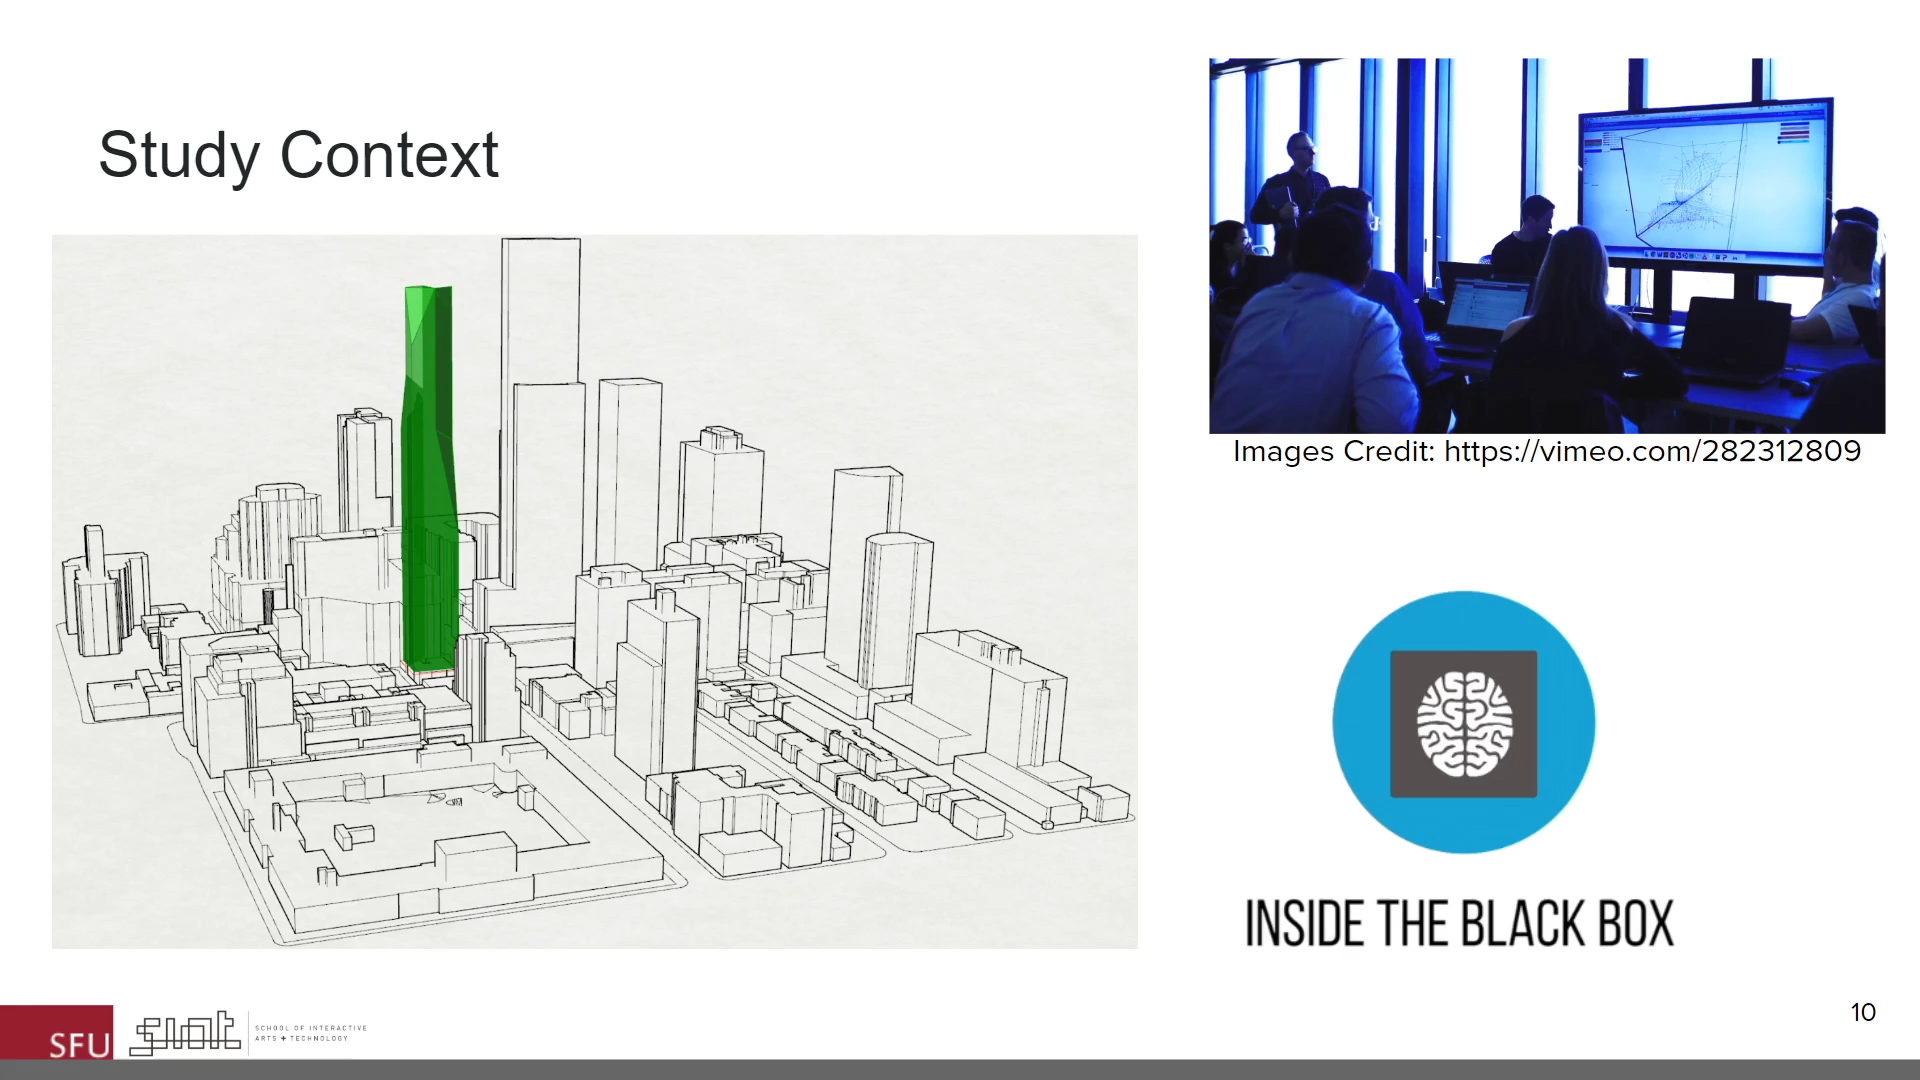 Study Context
Images Credit: https://vimeo.com/282312809
INSIDE THE BLACK BOX
10
SFU
siat
SCHOOL OF INTERACTIVE
ARTS + TECHNOLOGY